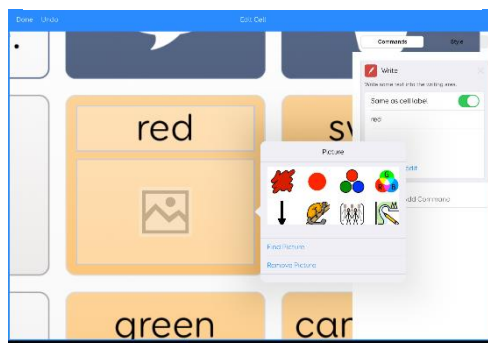 Done Undo Edit Cell
Commands Style
Write
Write some text into the writing area.
Same as cell label
red
red
Picture
G
R B
Add Command
Find Picture
Remove Picture
green